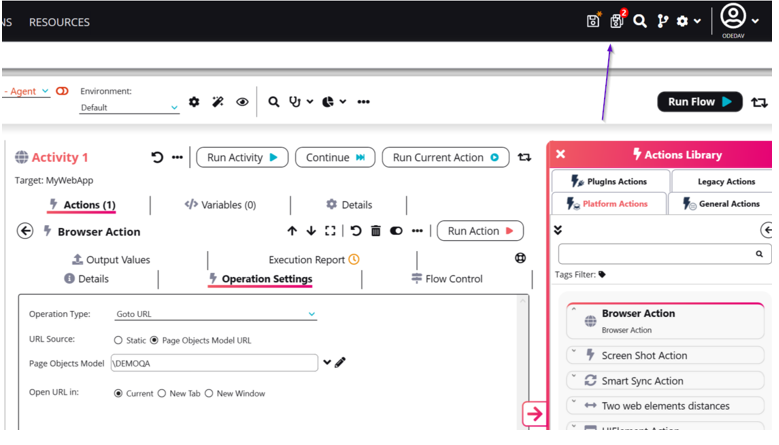 NS RESOURCES
2
ODEDAV
- Agent
Environment:
Default
Run Flow
Activity 1
Run Activity
Continue
Run Current Action
Target: MyWebApp
Actions (1)
</> Variables (0)
Details
Browser Action
Run Action
Output Values
Execution Report
Details
Operation Settings
Flow Control
Operation Type:
Goto URL
URL Source:
Static
Page Objects Model URL
Page Objects Model
\DEMOQA
Open URL in:
Current
New Tab
New Window
Actions Library
PlugIns Actions
Legacy Actions
Platform Actions
General Actions
Tags Filter:
Browser Action
Browser Action
Screen Shot Action
Smart Sync Action
Two web elements distances
UIElement Action